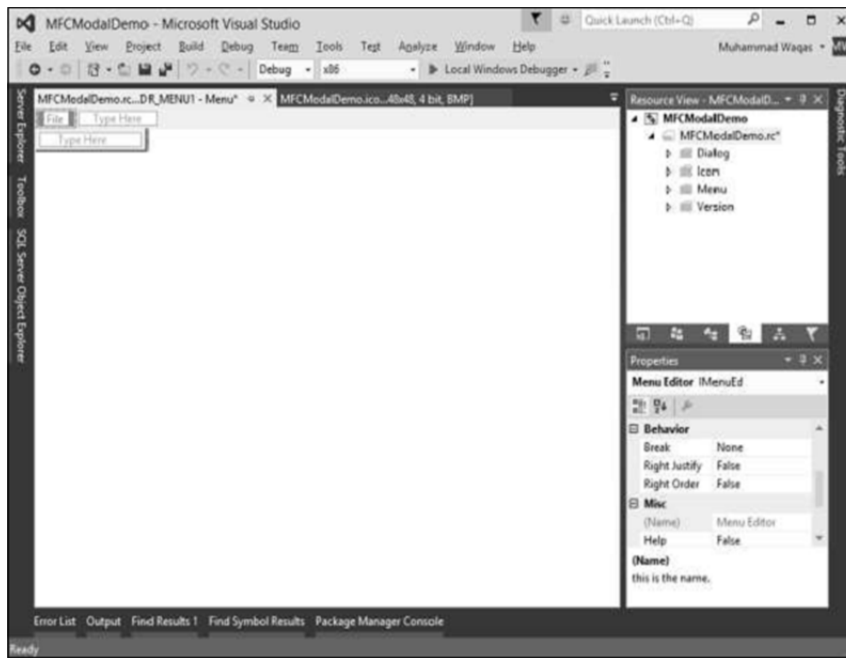 MFCModalDemo - Microsoft Visual Studio
Quick Launch (Ctrl+Q)
File Edit View Project Build Debug Team Tools Test Analyze Window Help
Muhammad Waqas
Debug x86 Local Windows Debugger
Server Explorer
Toolbox
SQL Server Object Explorer
MFCModalDemo.rc...DR_MENU1 - Menu*
MFCModalDemo.ico...48x48, 4 bit, BMP]
File Type Here
Type Here
Resource View - MFCModalD...
MFCModalDemo
MFCModalDemo.rc*
Dialog
Icon
Menu
Version
Diagnostic Tools
Properties
Menu Editor IMenuEd
Behavior
Break None
Right Justify False
Right Order False
Misc
(Name) Menu Editor
Help False
(Name)
this is the name.
Error List Output Find Results 1 Find Symbol Results Package Manager Console
Ready